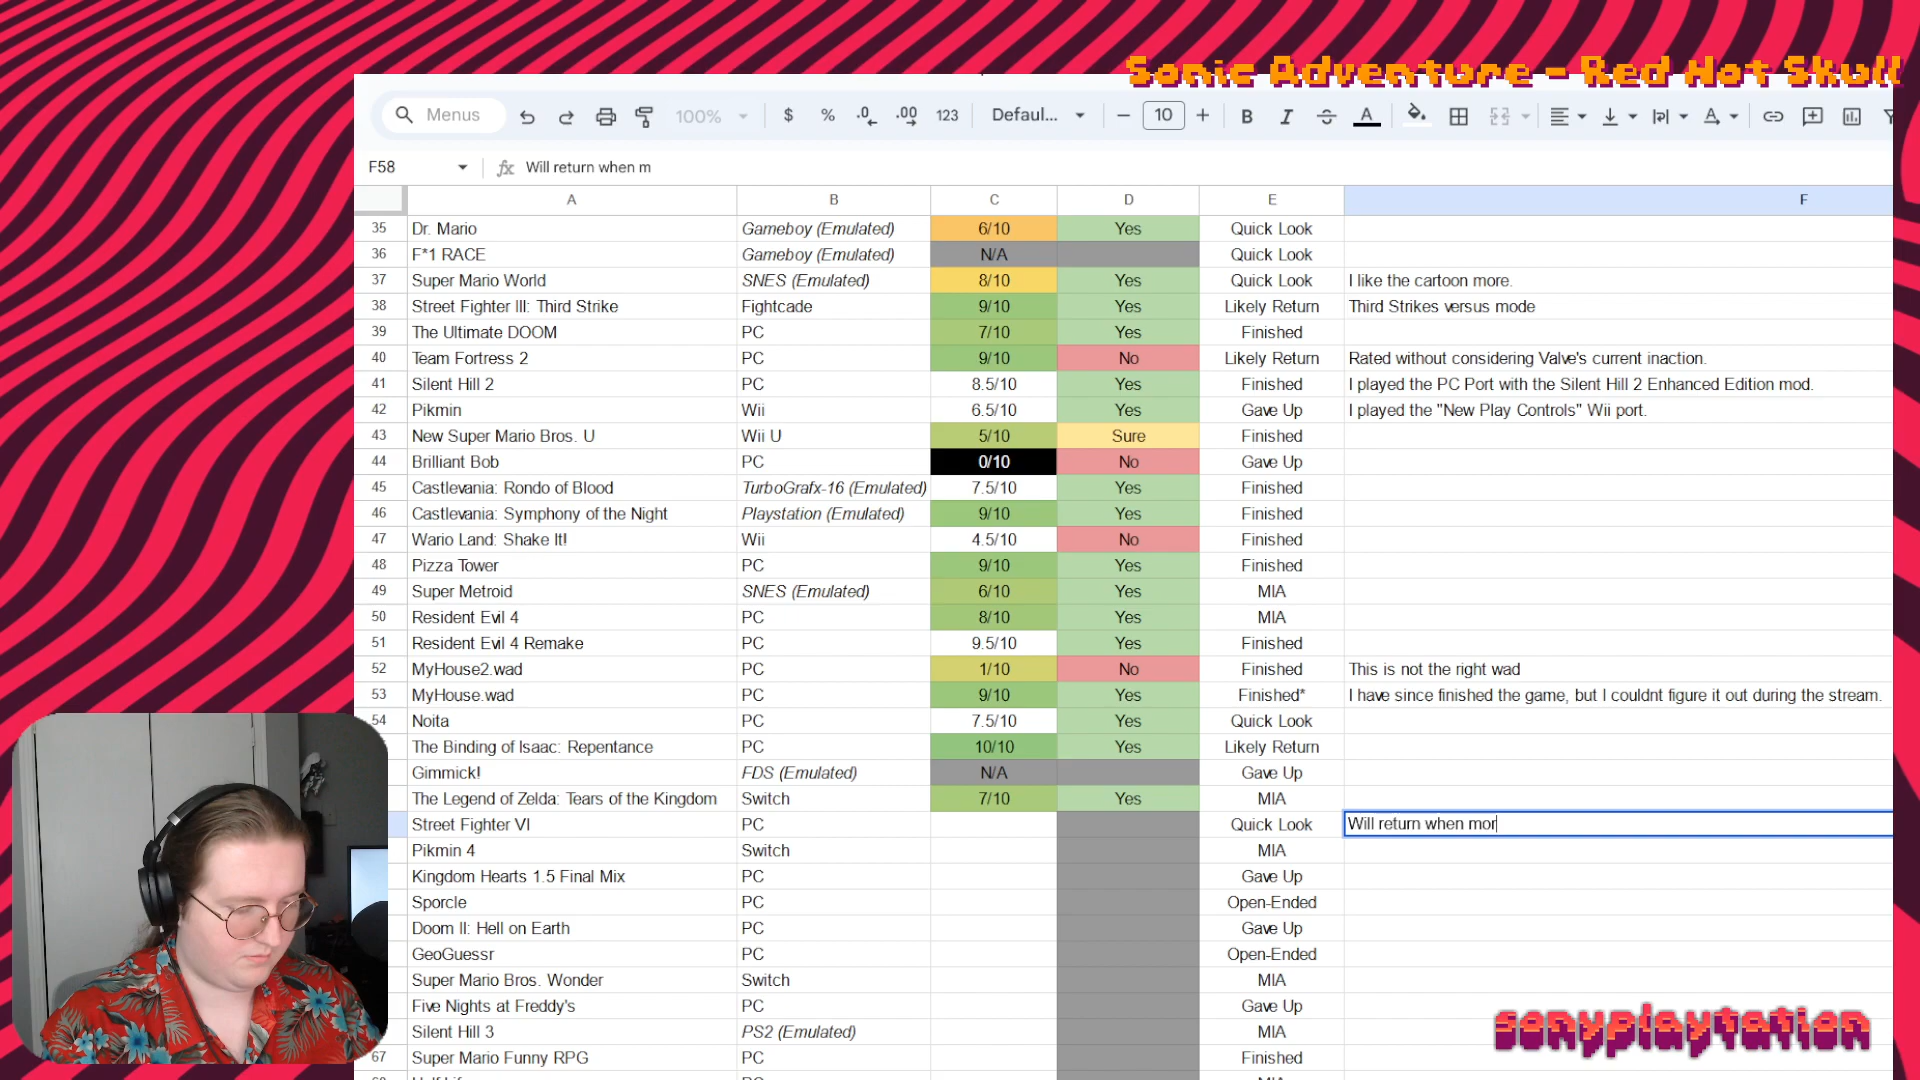 Sonic Adventure - Red Hot Skull
Menus 100% $ % .0 .00 123 Defaul... 10 B I A
F58 fx Will return when m
A B C D E F
35 Dr. Mario Gameboy (Emulated) 6/10 Yes Quick Look
36 F*1 RACE Gameboy (Emulated) N/A Quick Look
37 Super Mario World SNES (Emulated) 8/10 Yes Quick Look I like the cartoon more.
38 Street Fighter III: Third Strike Fightcade 9/10 Yes Likely Return Third Strikes versus mode
39 The Ultimate DOOM PC 7/10 Yes Finished
40 Team Fortress 2 PC 9/10 No Likely Return Rated without considering Valve's current inaction.
41 Silent Hill 2 PC 8.5/10 Yes Finished I played the PC Port with the Silent Hill 2 Enhanced Edition mod.
42 Pikmin Wii 6.5/10 Yes Gave Up I played the "New Play Controls" Wii port.
43 New Super Mario Bros. U Wii U 5/10 Sure Finished
44 Brilliant Bob PC 0/10 No Gave Up
45 Castlevania: Rondo of Blood TurboGrafx-16 (Emulated) 7.5/10 Yes Finished
46 Castlevania: Symphony of the Night Playstation (Emulated) 9/10 Yes Finished
47 Wario Land: Shake It! Wii 4.5/10 No Finished
48 Pizza Tower PC 9/10 Yes Finished
49 Super Metroid SNES (Emulated) 6/10 Yes MIA
50 Resident Evil 4 PC 8/10 Yes MIA
51 Resident Evil 4 Remake PC 9.5/10 Yes Finished
52 MyHouse2.wad PC 1/10 No Finished This is not the right wad
53 MyHouse.wad PC 9/10 Yes Finished* I have since finished the game, but I couldnt figure it out during the stream.
54 Noita PC 7.5/10 Yes Quick Look
The Binding of Isaac: Repentance PC 10/10 Yes Likely Return
Gimmick! FDS (Emulated) N/A Gave Up
The Legend of Zelda: Tears of the Kingdom Switch 7/10 Yes MIA
Street Fighter VI PC Quick Look Will return when mor
Pikmin 4 Switch MIA
Kingdom Hearts 1.5 Final Mix PC Gave Up
Sporcle PC Open-Ended
Doom II: Hell on Earth PC Gave Up
GeoGuessr PC Open-Ended
Super Mario Bros. Wonder Switch MIA
Five Nights at Freddy's PC Gave Up
Silent Hill 3 PS2 (Emulated) MIA
67 Super Mario Funny RPG PC Finished
sonyplaytation